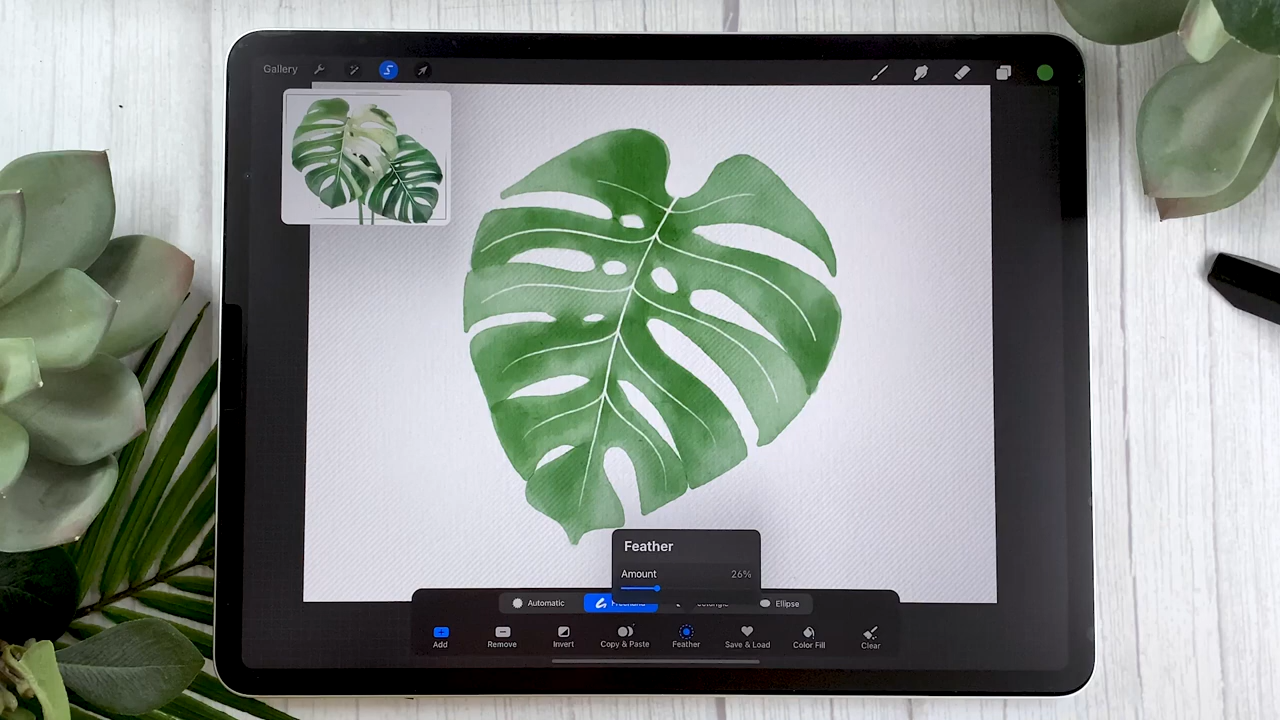 Gallery
Feather
Amount 26%
Automatic
Ellipse
Add Remove Invert Copy & Paste Feather Save & Load Color Fill Clear